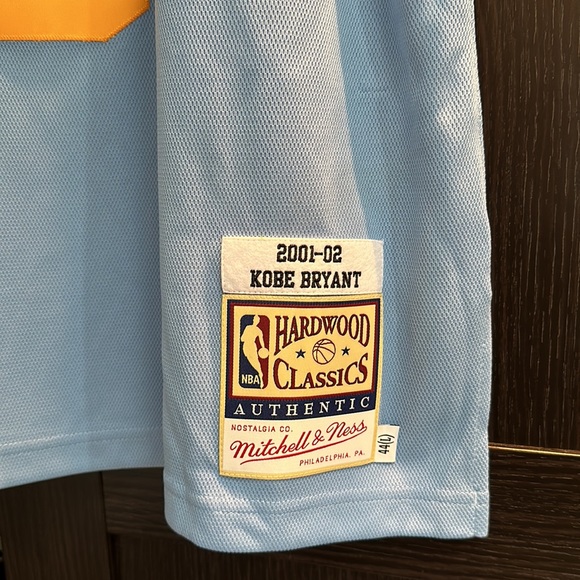 2001-02
KOBE BRYANT
NBA
HARDWOOD
CLASSICS
AUTHENTIC
NOSTALGIA CO.
Mitchell & Ness
PHILADELPHIA, PA.
44(L)